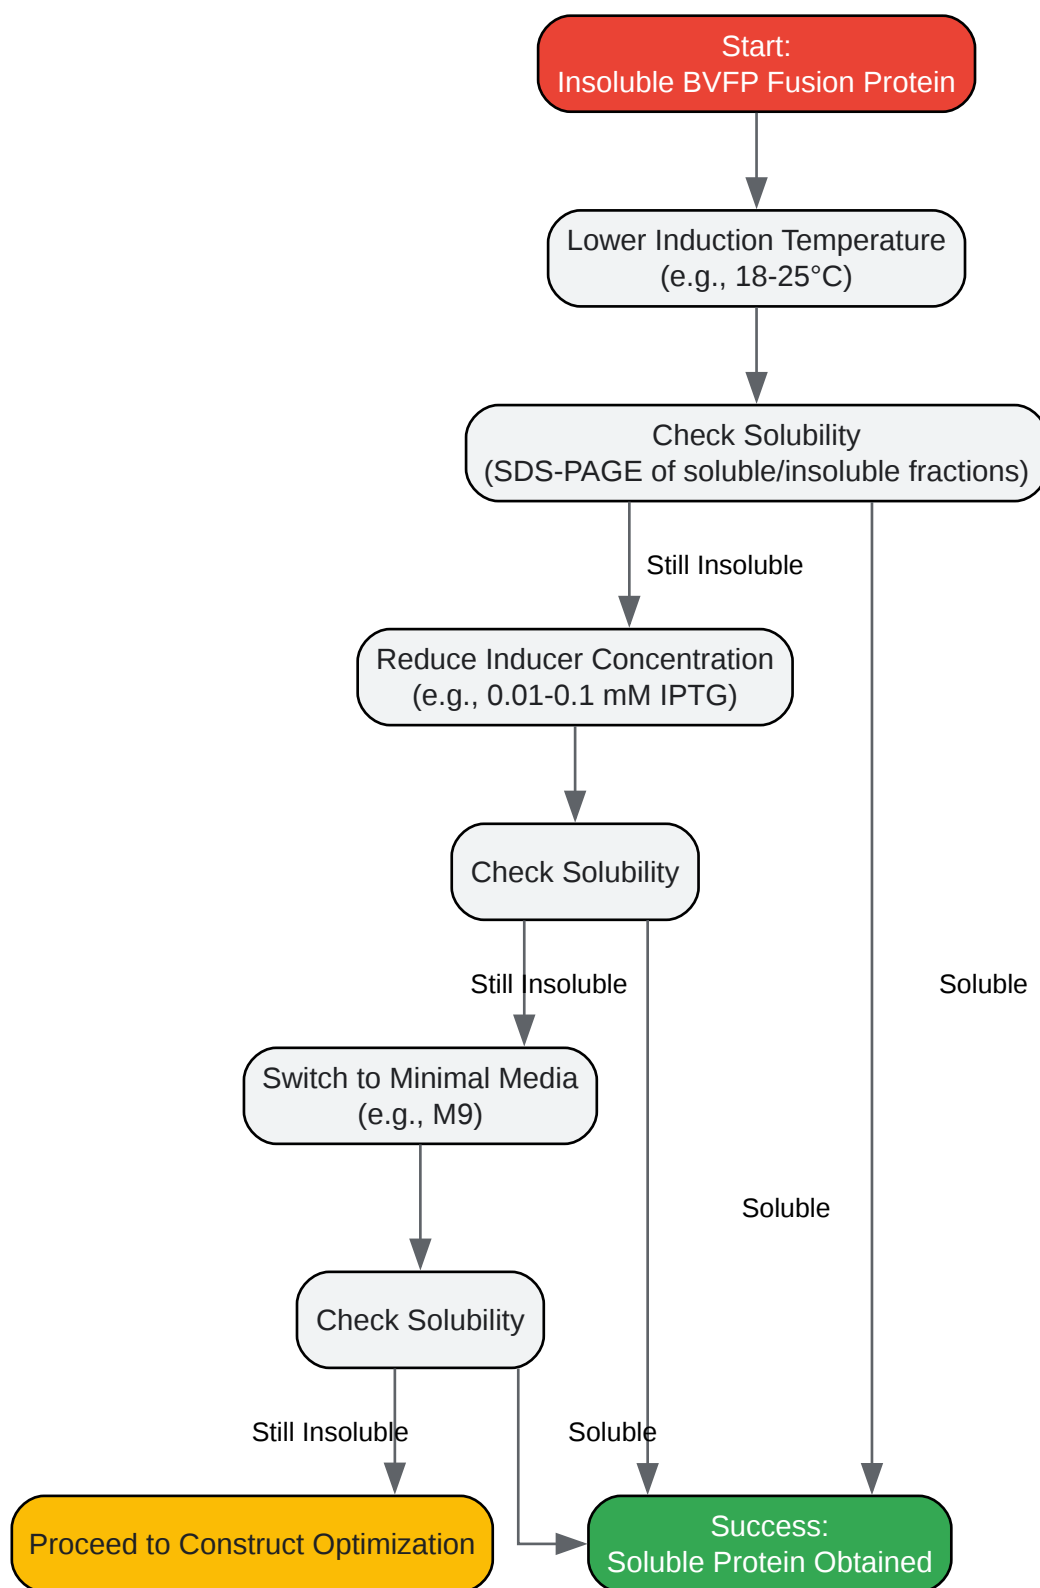 Start:
Insoluble BVFP Fusion Protein
Lower Induction Temperature
(e.g., 18-25°C)
Check Solubility
(SDS-PAGE of soluble/insoluble fractions)
Still Insoluble
Reduce Inducer Concentration
(e.g., 0.01-0.1 mM IPTG)
Check Solubility
Still Insoluble
Soluble
Switch to Minimal Media
(e.g., M9)
Soluble
Check Solubility
Still Insoluble
Soluble
Proceed to Construct Optimization
Success:
Soluble Protein Obtained